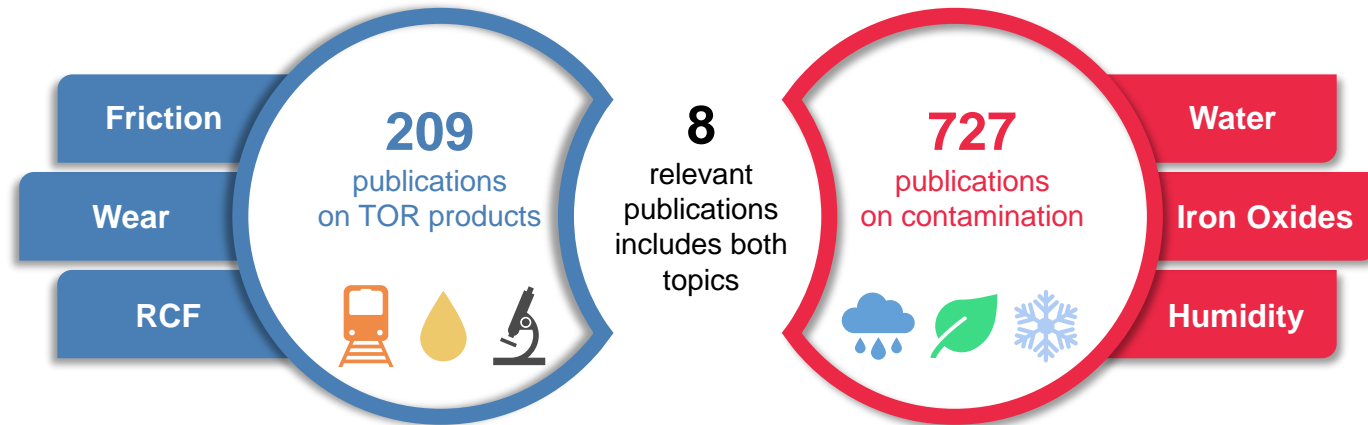 Friction
Wear
RCF
209
publications
on TOR products
8
relevant
publications
includes both
topics
727
publications
on contamination
Water
Iron Oxides
Humidity